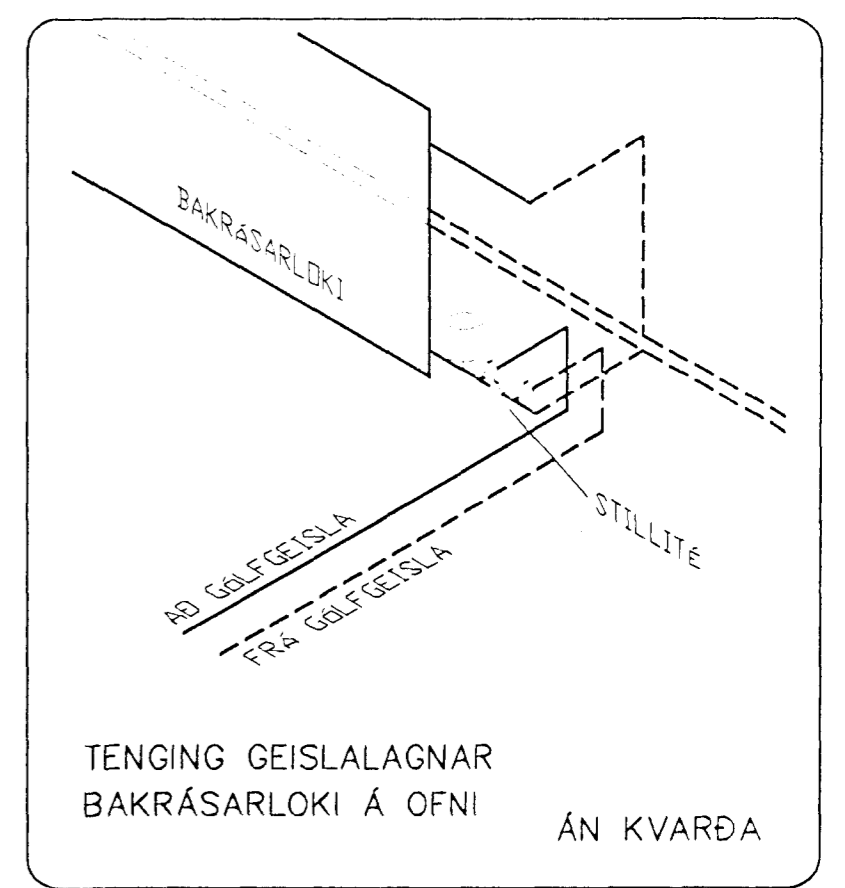 BAKRÁSARLOKI
STILLITÉ
AÐ GÓLFGEISLA
FRÁ GÓLFGEISLA
TENGING GEISLALAGNAR
BAKRÁSARLOKI Á OFNI
ÁN KVARÐA